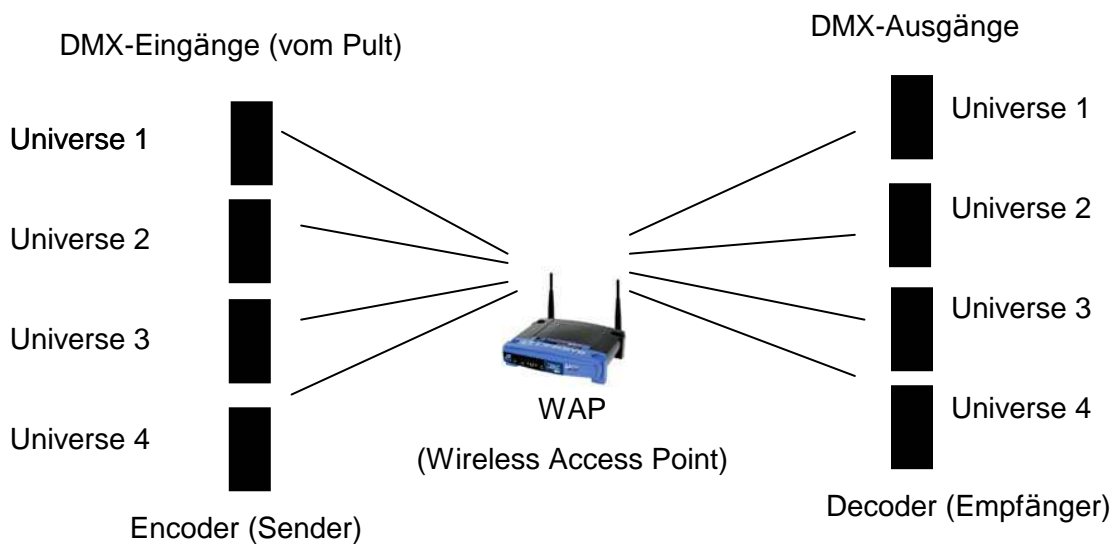 DMX-Eingänge (vom Pult)
Universe 1
Universe 2
Universe 3
Universe 4
Encoder (Sender)
WAP
(Wireless Access Point)
DMX-Ausgänge
Universe 1
Universe 2
Universe 3
Universe 4
Decoder (Empfänger)